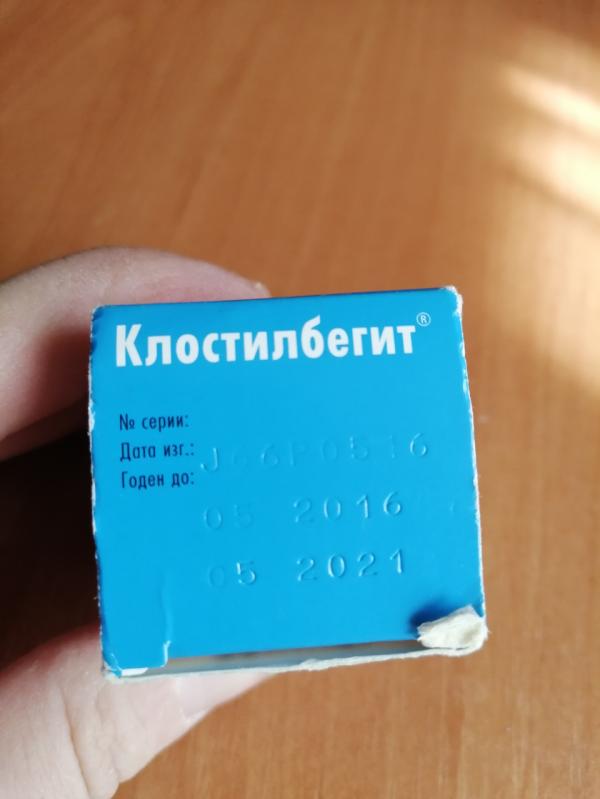 Клостилбегит®
№ серии:
Дата изг.:
Годен до:
J66P0516
05 2016
05 2021